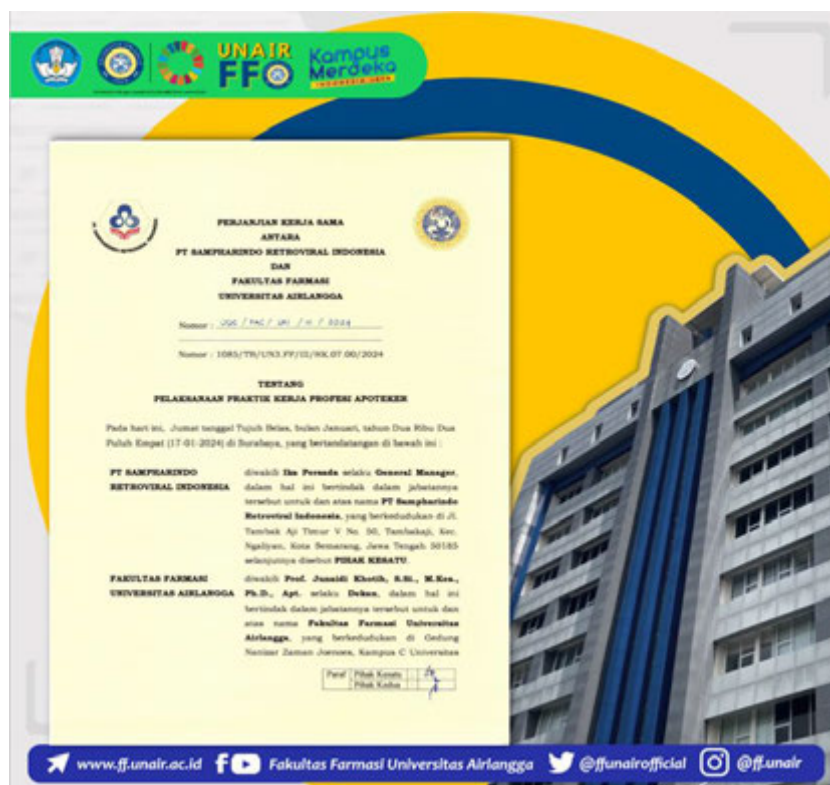 UNAIR
FFO
Kampus
Merdeka
INDONESIA JAYA
PERJANJIAN KERJA SAMA
ANTARA
PT SAMPHARINDO RETROVIRAL INDONESIA
DAN
FAKULTAS FARMASI
UNIVERSITAS AIRLANGGA
Nomor : / 2024
Nomor : 1085/TR/UN3.FF/II/HK.07.00/2024
TENTANG
PELAKSANAAN PRAKTIK KERJA PROFESI APOTEKER
Pada hari ini, Jumat tanggal Tujuh Belas, bulan Januari, tahun Dua Ribu Dua
Puluh Empat (17-01-2024) di Surabaya, yang bertandatangan di bawah ini :
PT SAMPHARINDO
RETROVIRAL INDONESIA
diwakili Ika Persada selaku General Manager,
dalam hal ini bertindak dalam jabatannya
tersebut untuk dan atas nama PT Sampharindo
Retroviral Indonesia, yang berkedudukan di Jl.
Tambak Aji Timur V No. 50, Tambakaji, Kec.
Ngaliyan, Kota Semarang, Jawa Tengah 50185
selanjutnya disebut PIHAK KESATU.
FAKULTAS FARMASI
UNIVERSITAS AIRLANGGA
diwakili Prof. Junaidi Khotib, S.Si., M.Kes.,
Ph.D., Apt. selaku Dekan, dalam hal ini
bertindak dalam jabatannya tersebut untuk dan
atas nama Fakultas Farmasi Universitas
Airlangga, yang berkedudukan di Gedung
Nanizar Zaman Joenoes, Kampus C Universitas
Paraf Pihak Kesatu
Pihak Kedua
www.ff.unair.ac.id Fakultas Farmasi Universitas Airlangga @ffunairofficial @ff.unair